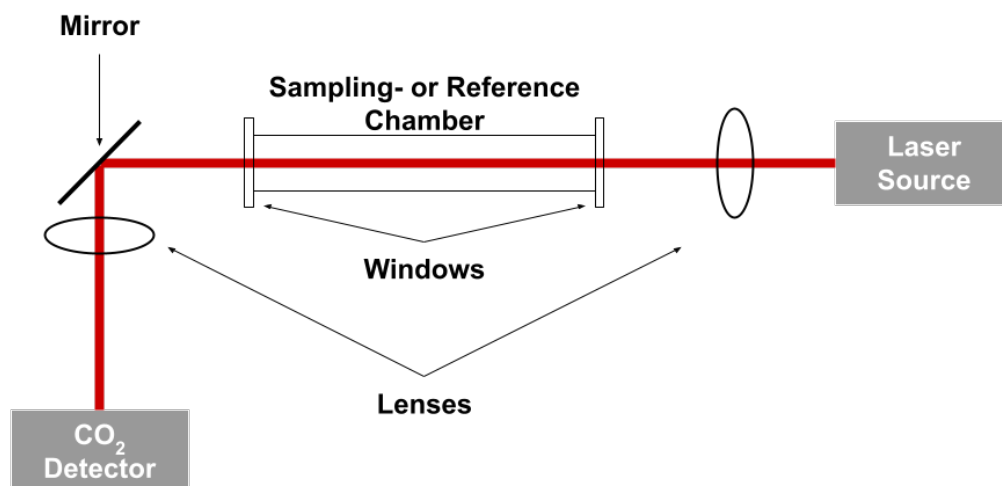 Mirror
Sampling- or Reference
Chamber
Laser
Source
Windows
Lenses
CO₂
Detector